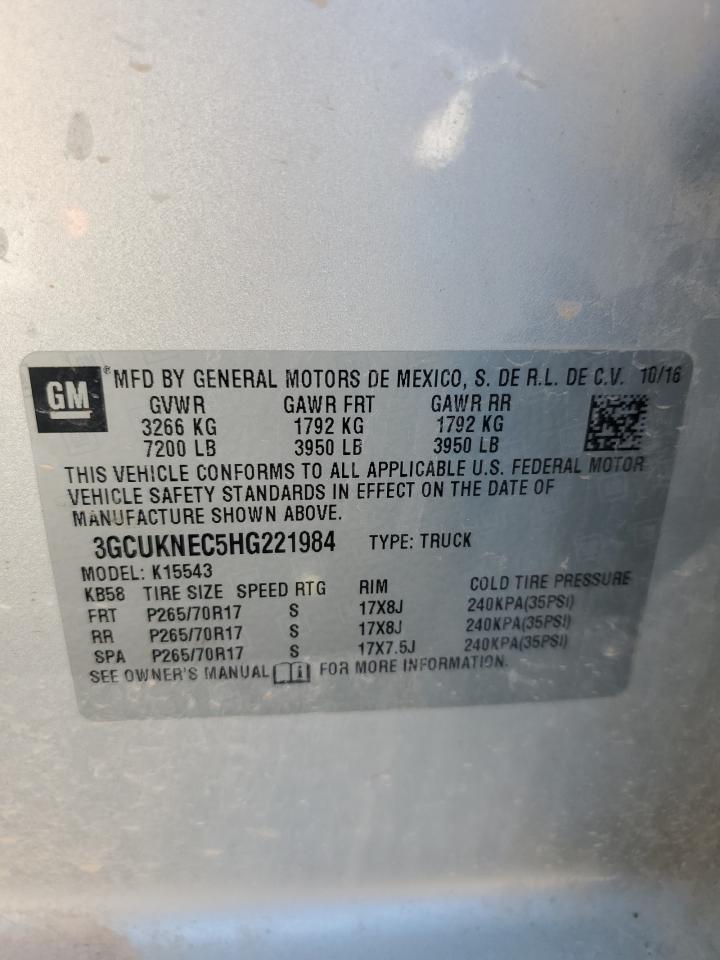 GM ® MFD BY GENERAL MOTORS DE MEXICO, S. DE R.L. DE C.V. 10/16
GVWR GAWR FRT GAWR RR
3266 KG 1792 KG 1792 KG
7200 LB 3950 LB 3950 LB
THIS VEHICLE CONFORMS TO ALL APPLICABLE U.S. FEDERAL MOTOR
VEHICLE SAFETY STANDARDS IN EFFECT ON THE DATE OF
MANUFACTURE SHOWN ABOVE.
3GCUKNEC5HG221984 TYPE: TRUCK
MODEL: K15543
KB58 TIRE SIZE SPEED RTG RIM COLD TIRE PRESSURE
FRT P265/70R17 S 17X8J 240KPA(35PSI)
RR P265/70R17 S 17X8J 240KPA(35PSI)
SPA P265/70R17 S 17X7.5J 240KPA(35PSI)
SEE OWNER'S MANUAL i FOR MORE INFORMATION.